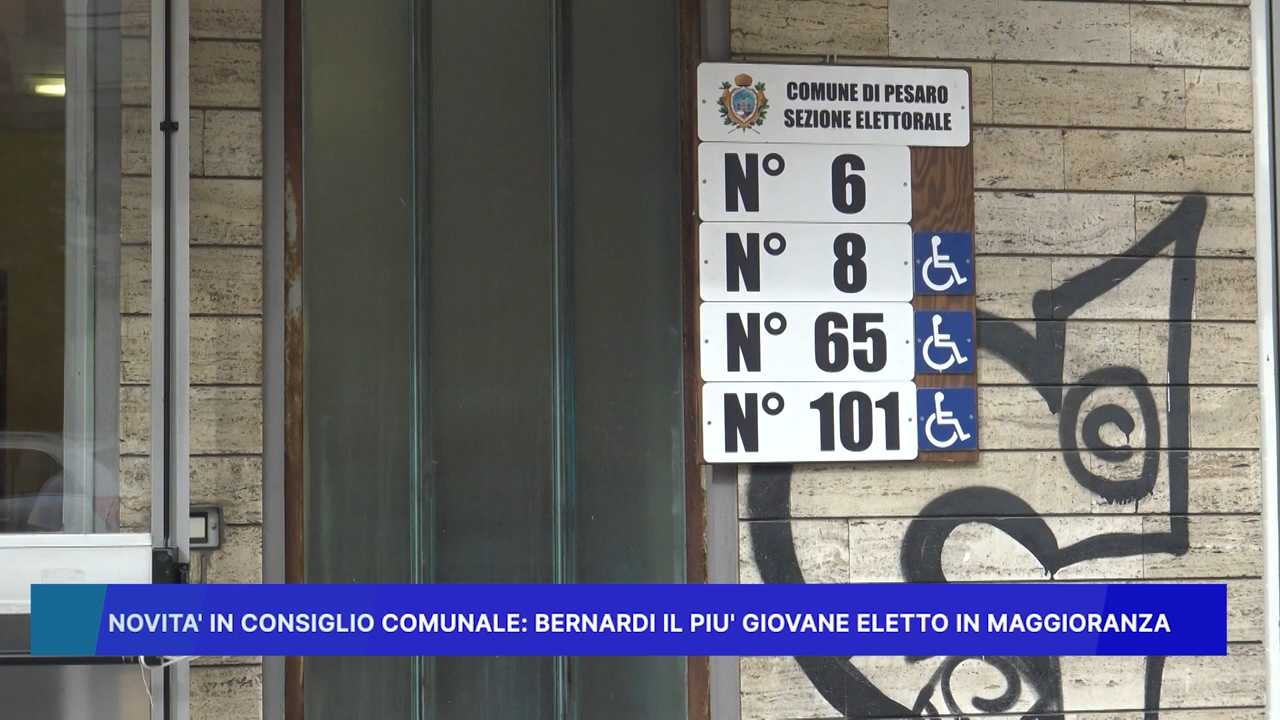 COMUNE DI PESARO
SEZIONE ELETTORALE
N° 6
N° 8
N° 65
N° 101
NOVITA' IN CONSIGLIO COMUNALE: BERNARDI IL PIU' GIOVANE ELETTO IN MAGGIORANZA